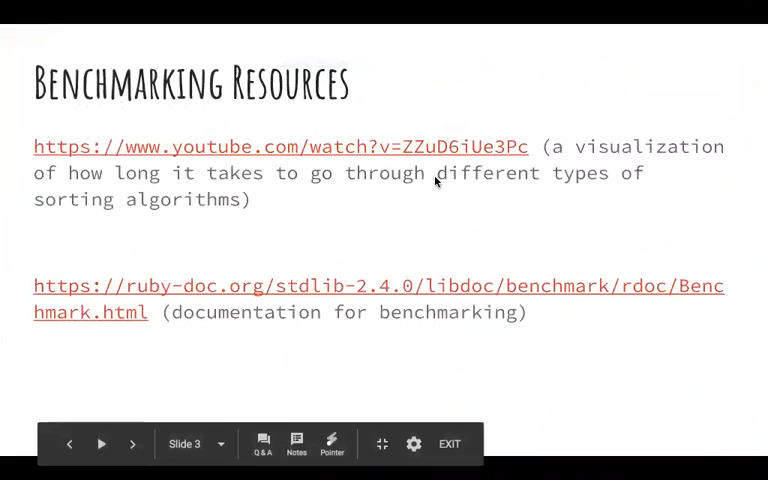 Benchmarking Resources
https://www.youtube.com/watch?v=ZZuD6iUe3Pc (a visualization
of how long it takes to go through different types of
sorting algorithms)
https://ruby-doc.org/stdlib-2.4.0/libdoc/benchmark/rdoc/Benc
hmark.html (documentation for benchmarking)
Slide 3
Q & A
Notes
Pointer
EXIT